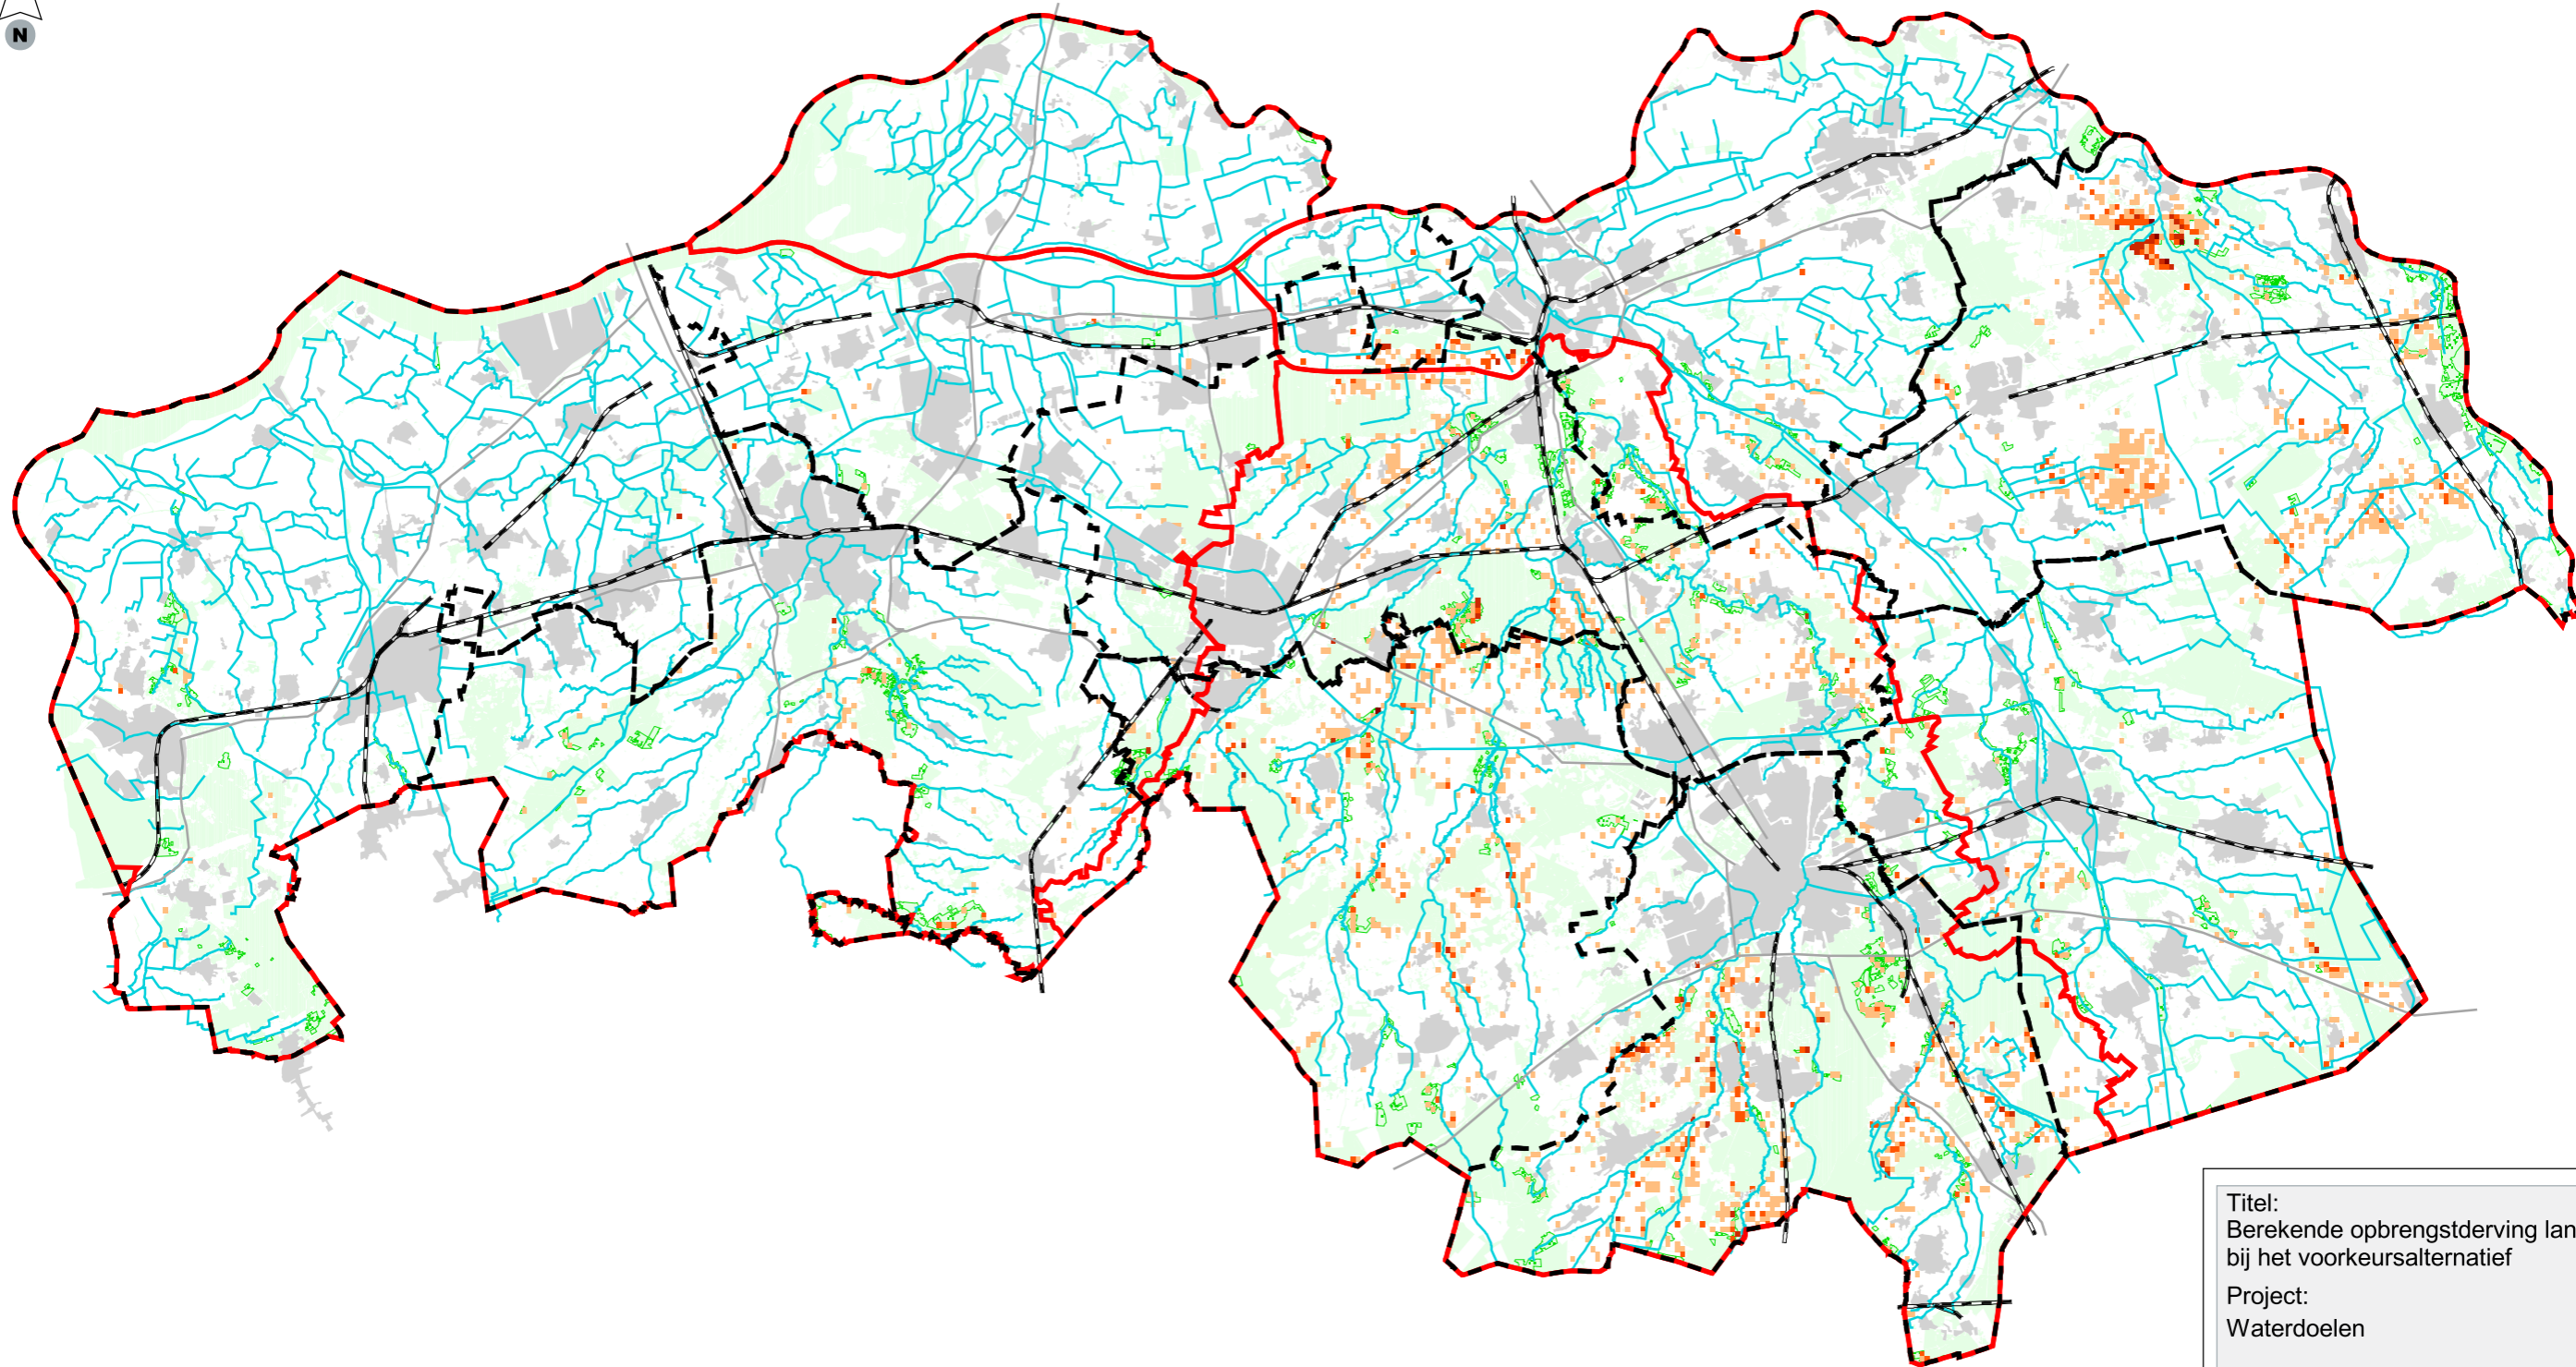 N
Titel:
Berekende opbrengstderving lan
bij het voorkeursalternatief
Project:
Waterdoelen